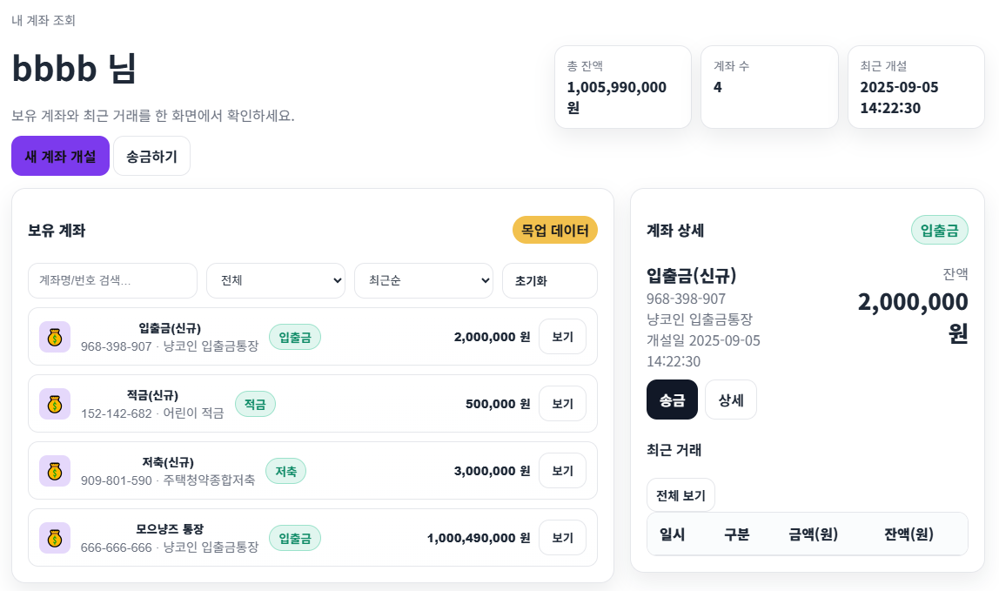 내 계좌 조회
bbbb 님
보유 계좌와 최근 거래를 한 화면에서 확인하세요.
새 계좌 개설
송금하기
총 잔액
1,005,990,000
원
계좌 수
4
최근 개설
2025-09-05
14:22:30
보유 계좌
목업 데이터
계좌명/번호 검색...
전체
최근순
초기화
입출금(신규)
968-398-907 · 냥코인 입출금통장
입출금
2,000,000 원
보기
적금(신규)
152-142-682 · 어린이 적금
적금
500,000 원
보기
저축(신규)
909-801-590 · 주택청약종합저축
저축
3,000,000 원
보기
모으냥즈 통장
666-666-666 · 냥코인 입출금통장
입출금
1,000,490,000 원
보기
계좌 상세
입출금
입출금(신규)
968-398-907
냥코인 입출금통장
개설일 2025-09-05
14:22:30
잔액
2,000,000
원
송금
상세
최근 거래
전체 보기
일시 구분 금액(원) 잔액(원)